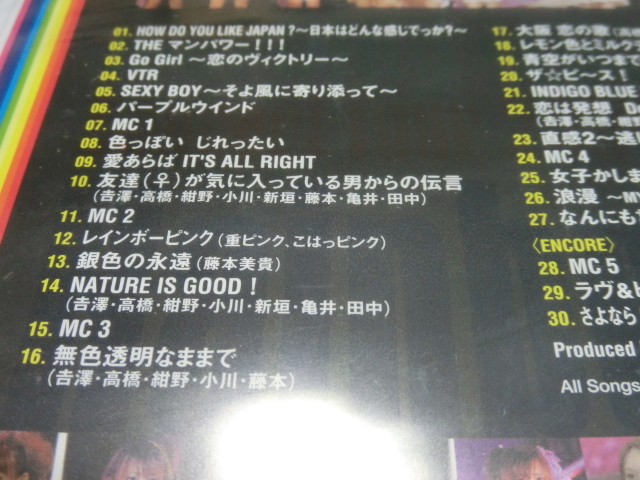 01. HOW DO YOU LIKE JAPAN?～日本はどんな感じでっか?～
02. THE マンパワー!!!
03. Go Girl ～恋のヴィクトリー～
04. VTR
05. SEXY BOY～そよ風に寄り添って～
06. パープルウインド
07. MC 1
08. 色っぽい じれったい
09. 愛あらば IT'S ALL RIGHT
10. 友達(♀)が気に入っている男からの伝言
(吉澤・高橋・紺野・小川・新垣・藤本・亀井・田中)
11. MC 2
12. レインボーピンク(重ピンク、こはっピンク)
13. 銀色の永遠(藤本美貴)
14. NATURE IS GOOD!
(吉澤・高橋・紺野・小川・新垣・亀井・田中)
15. MC 3
16. 無色透明なままで
(吉澤・高橋・紺野・小川・藤本)
17. 大阪 恋の歌
18. レモン色とミルク
19. 青空がいつまで
20. ザ☆ピ～ス!
21. INDIGO BLUE
22. 恋は発想
(吉澤・高橋・紺
23. 直感2～逃
24. MC 4
25. 女子かしま
26. 浪漫 ～MY
27. なんにも
〈ENCORE〉
28. MC 5
29. ラヴ&
30. さよなら
Produced
All Songs